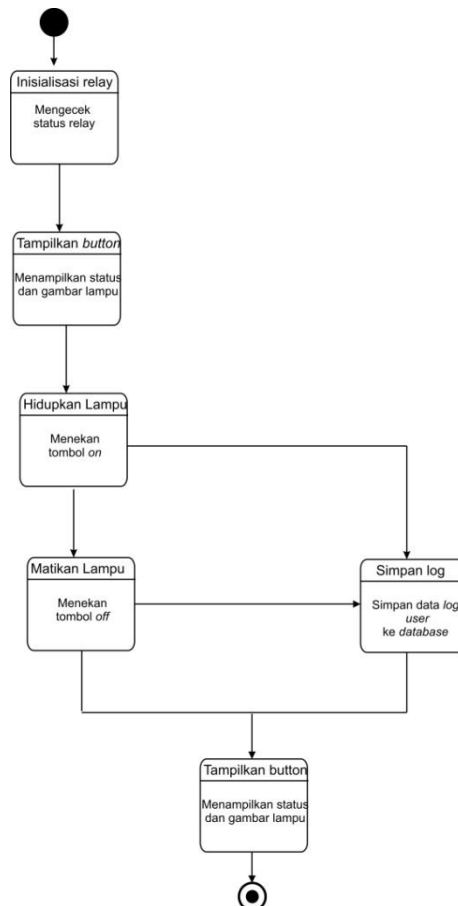 Inisialisasi relay
Mengecek
status relay
Tampilkan button
Menampilkan status
dan gambar lampu
Hidupkan Lampu
Menekan
tombol on
Matikan Lampu
Menekan
tombol off
Simpan log
Simpan data log
user
ke database
Tampilkan button
Menampilkan status
dan gambar lampu